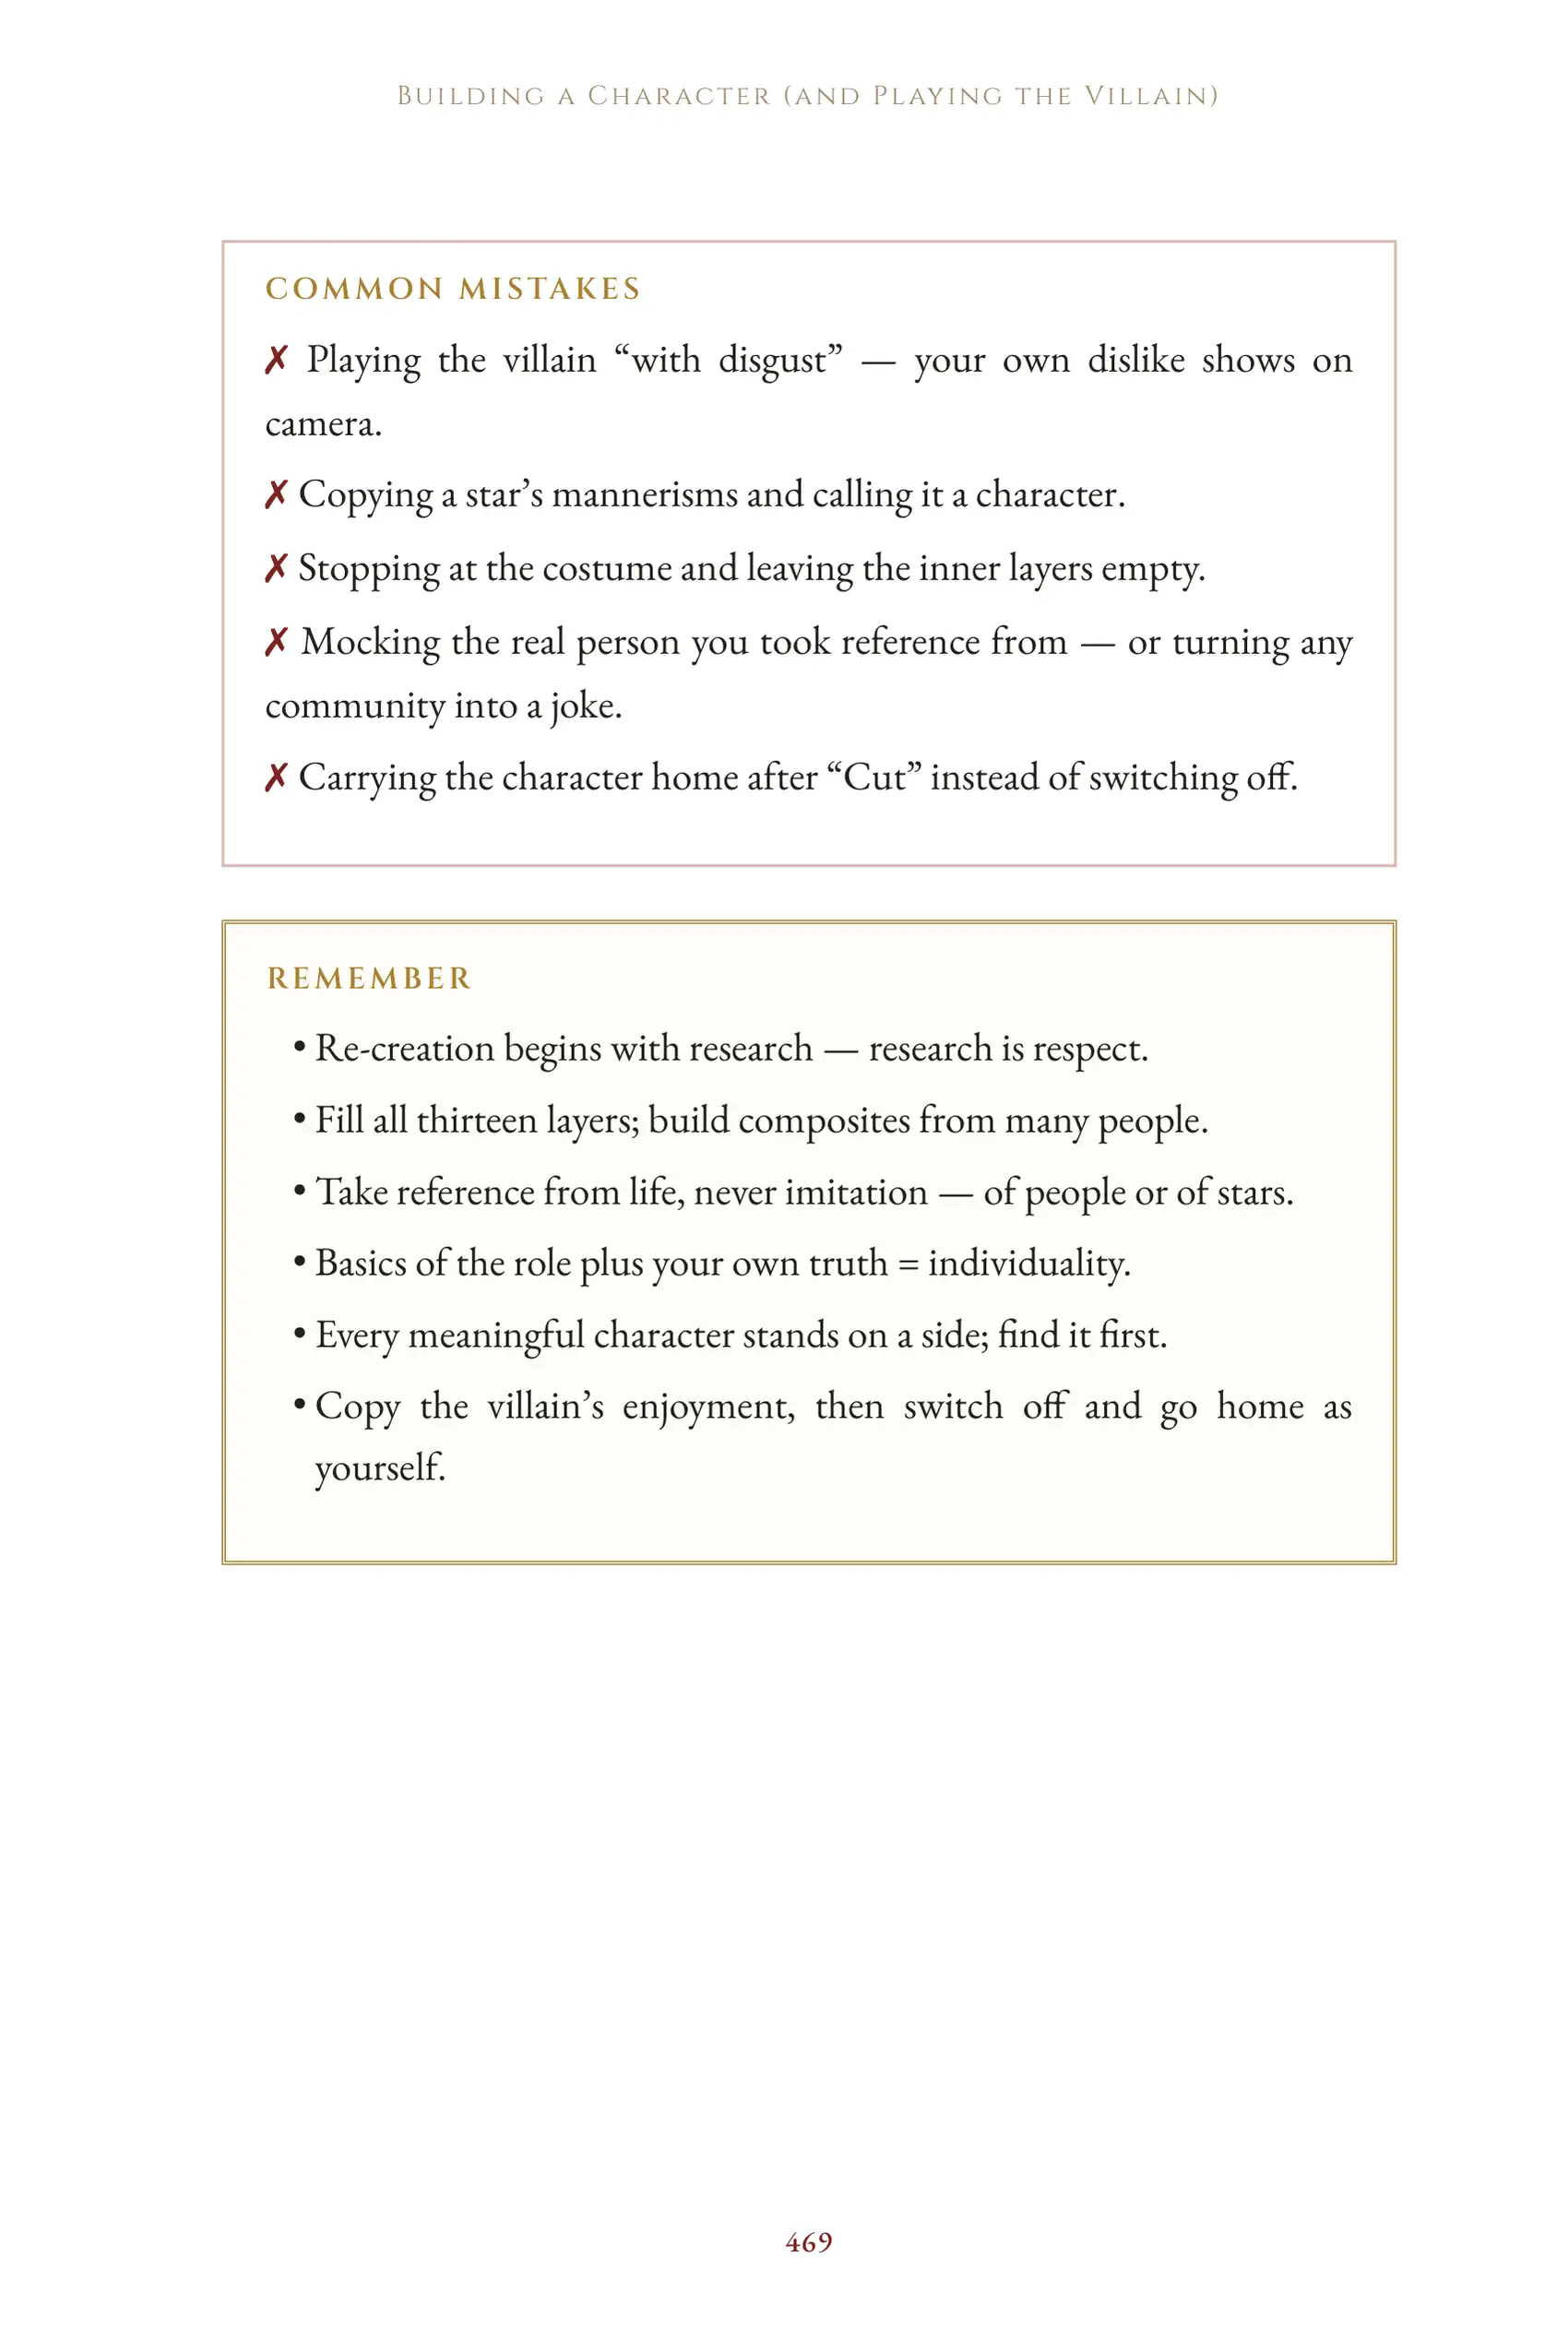 Building a Character (and Playing the Villain)
COMMON MISTAKES
✗ Playing the villain “with disgust” — your own dislike shows on
camera.
✗ Copying a star’s mannerisms and calling it a character.
✗ Stopping at the costume and leaving the inner layers empty.
✗ Mocking the real person you took reference from — or turning any
community into a joke.
✗ Carrying the character home after “Cut” instead of switching off.
REMEMBER
• Re-creation begins with research — research is respect.
• Fill all thirteen layers; build composites from many people.
• Take reference from life, never imitation — of people or of stars.
• Basics of the role plus your own truth = individuality.
• Every meaningful character stands on a side; find it first.
• Copy the villain’s enjoyment, then switch off and go home as
yourself.
469